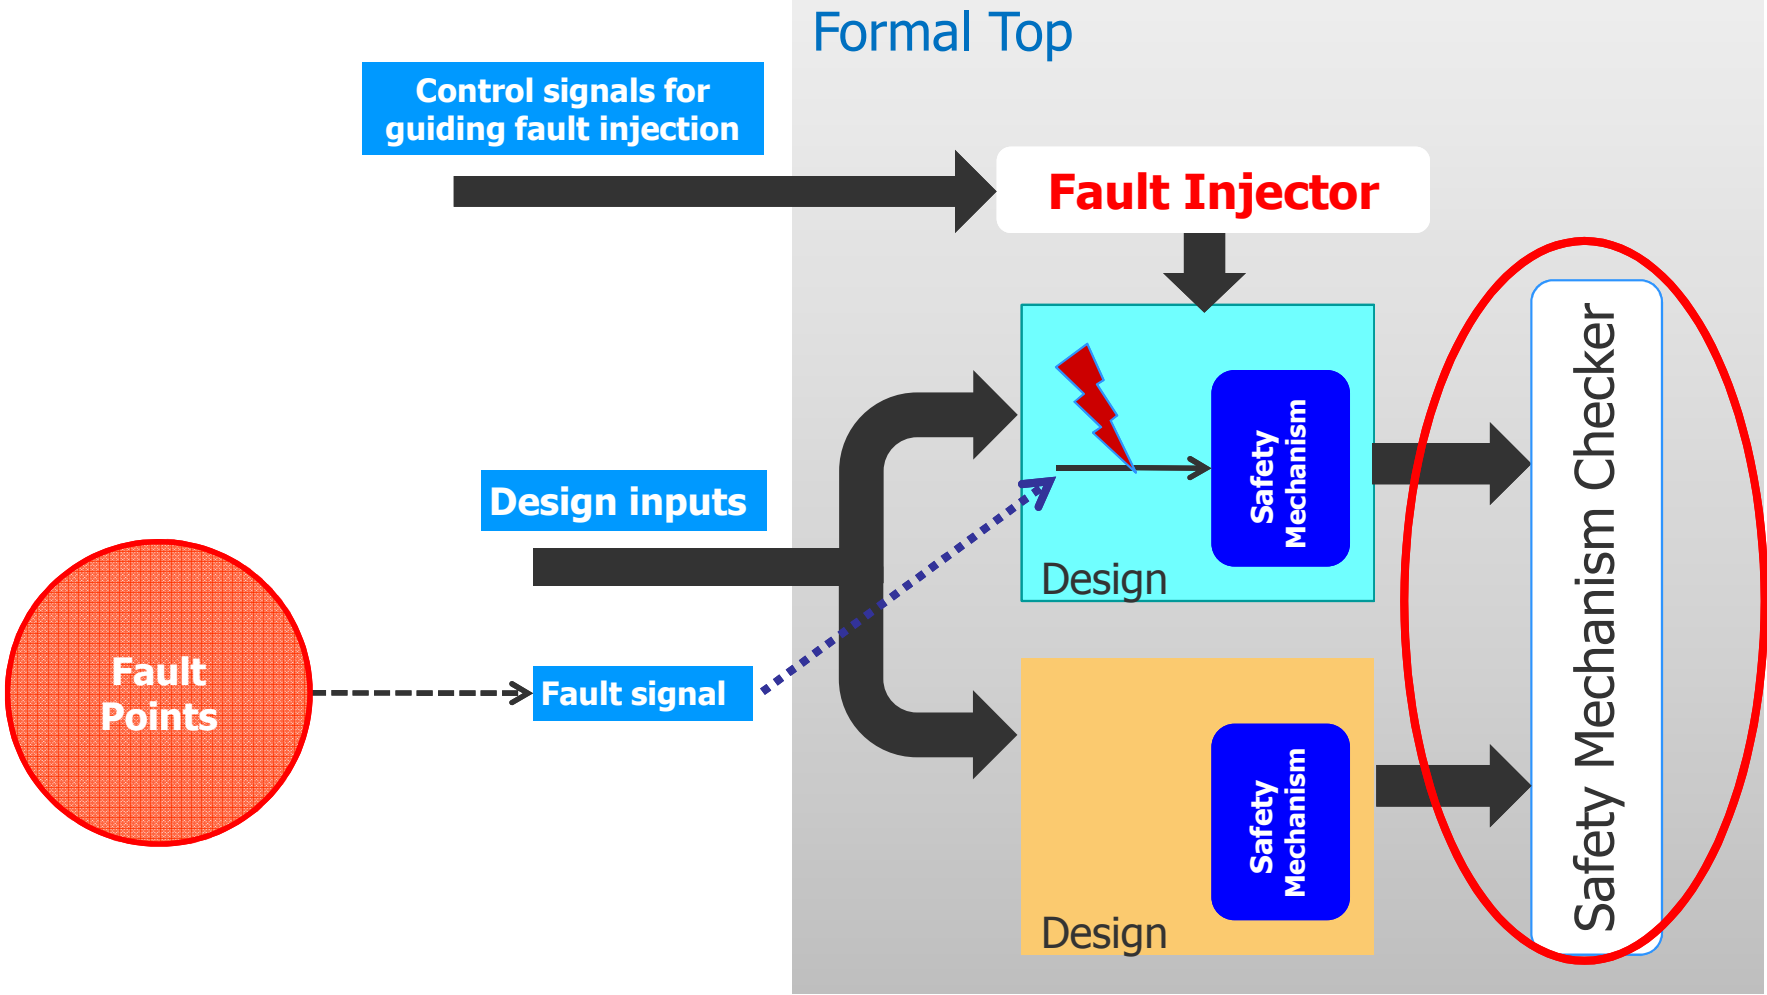 Formal Top
Control signals for
guiding fault injection
Fault Injector
Safety
Mechanism
Design inputs
Design
Fault
Points
Fault signal
Safety
Mechanism
Design
Safety Mechanism Checker